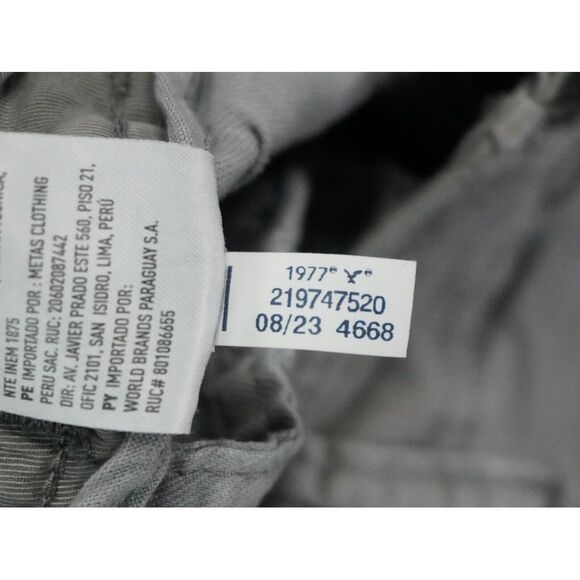 NTE INEM 1875
PE IMPORTADO POR : METAS CLOTHING
PERU SAC. RUC: 20602087442
DIR: AV. JAVIER PRADO ESTE 560, PISO 21,
OFIC 2101, SAN ISIDRO, LIMA, PERÚ
PY IMPORTADO POR:
WORLD BRANDS PARAGUAY S.A.
RUC# 801086655
1977® ®
219747520
08/23 4668